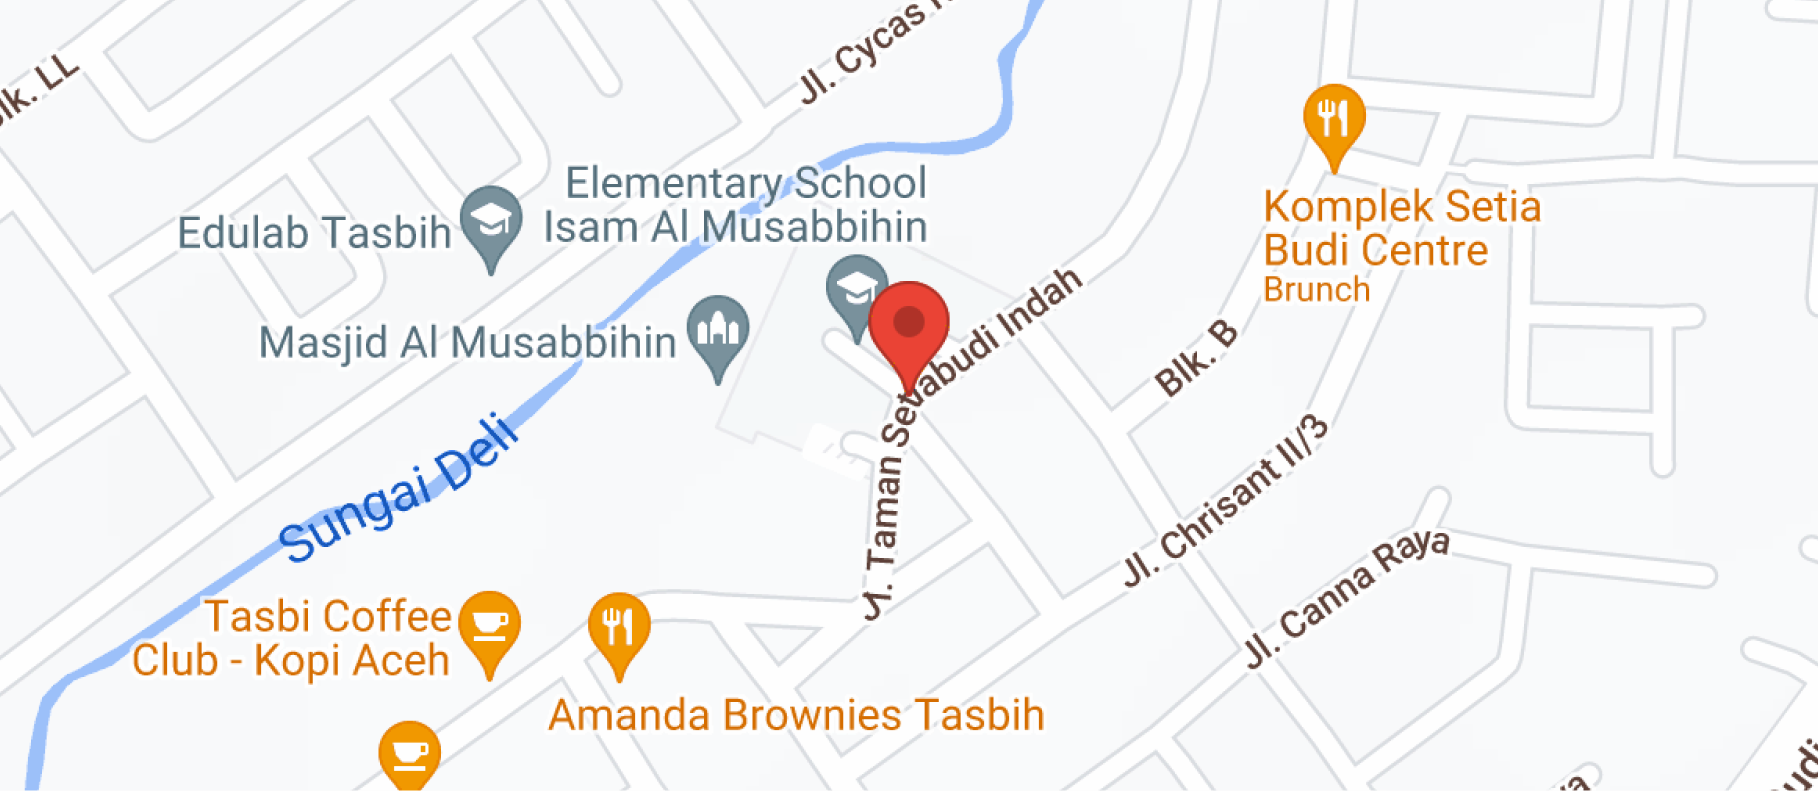 Blk. LL
Jl. Cycas
Elementary School
Isam Al Musabbihin
Edulab Tasbih
Komplek Setia
Budi Centre
Brunch
Masjid Al Musabbihin
Jl. Taman Setiabudi Indah
Blk. B
Sungai Deli
Jl. Chrisant II/3
Jl. Canna Raya
Tasbi Coffee
Club - Kopi Aceh
Amanda Brownies Tasbih